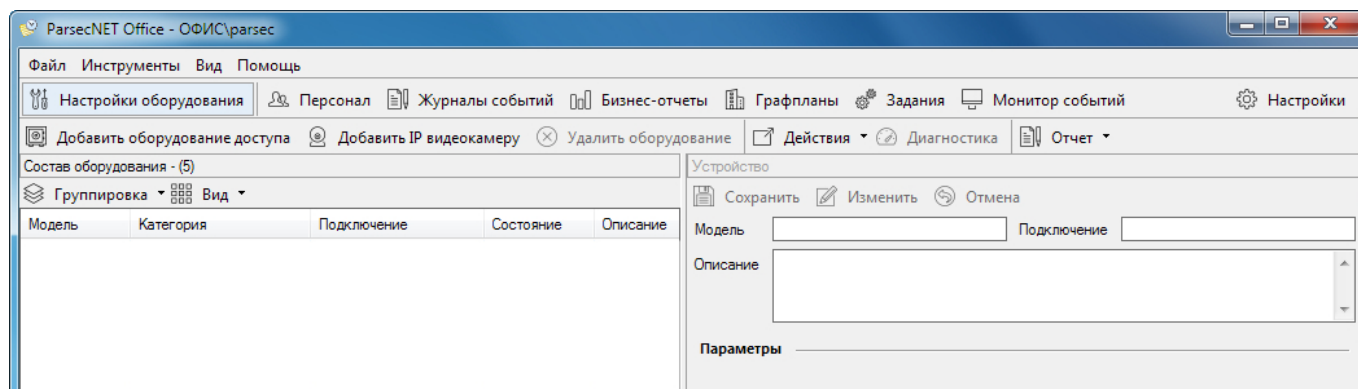 ParsecNET Office - ОФИС\parsec
Файл Инструменты Вид Помощь
Настройки оборудования Персонал Журналы событий Бизнес-отчеты Графпланы Задания Монитор событий Настройки
Добавить оборудование доступа Добавить IP видеокамеру Удалить оборудование Действия Диагностика Отчет
Состав оборудования - (5) Устройство
Группировка Вид Сохранить Изменить Отмена
Модель Категория Подключение Состояние Описание Модель Подключение
Описание
Параметры